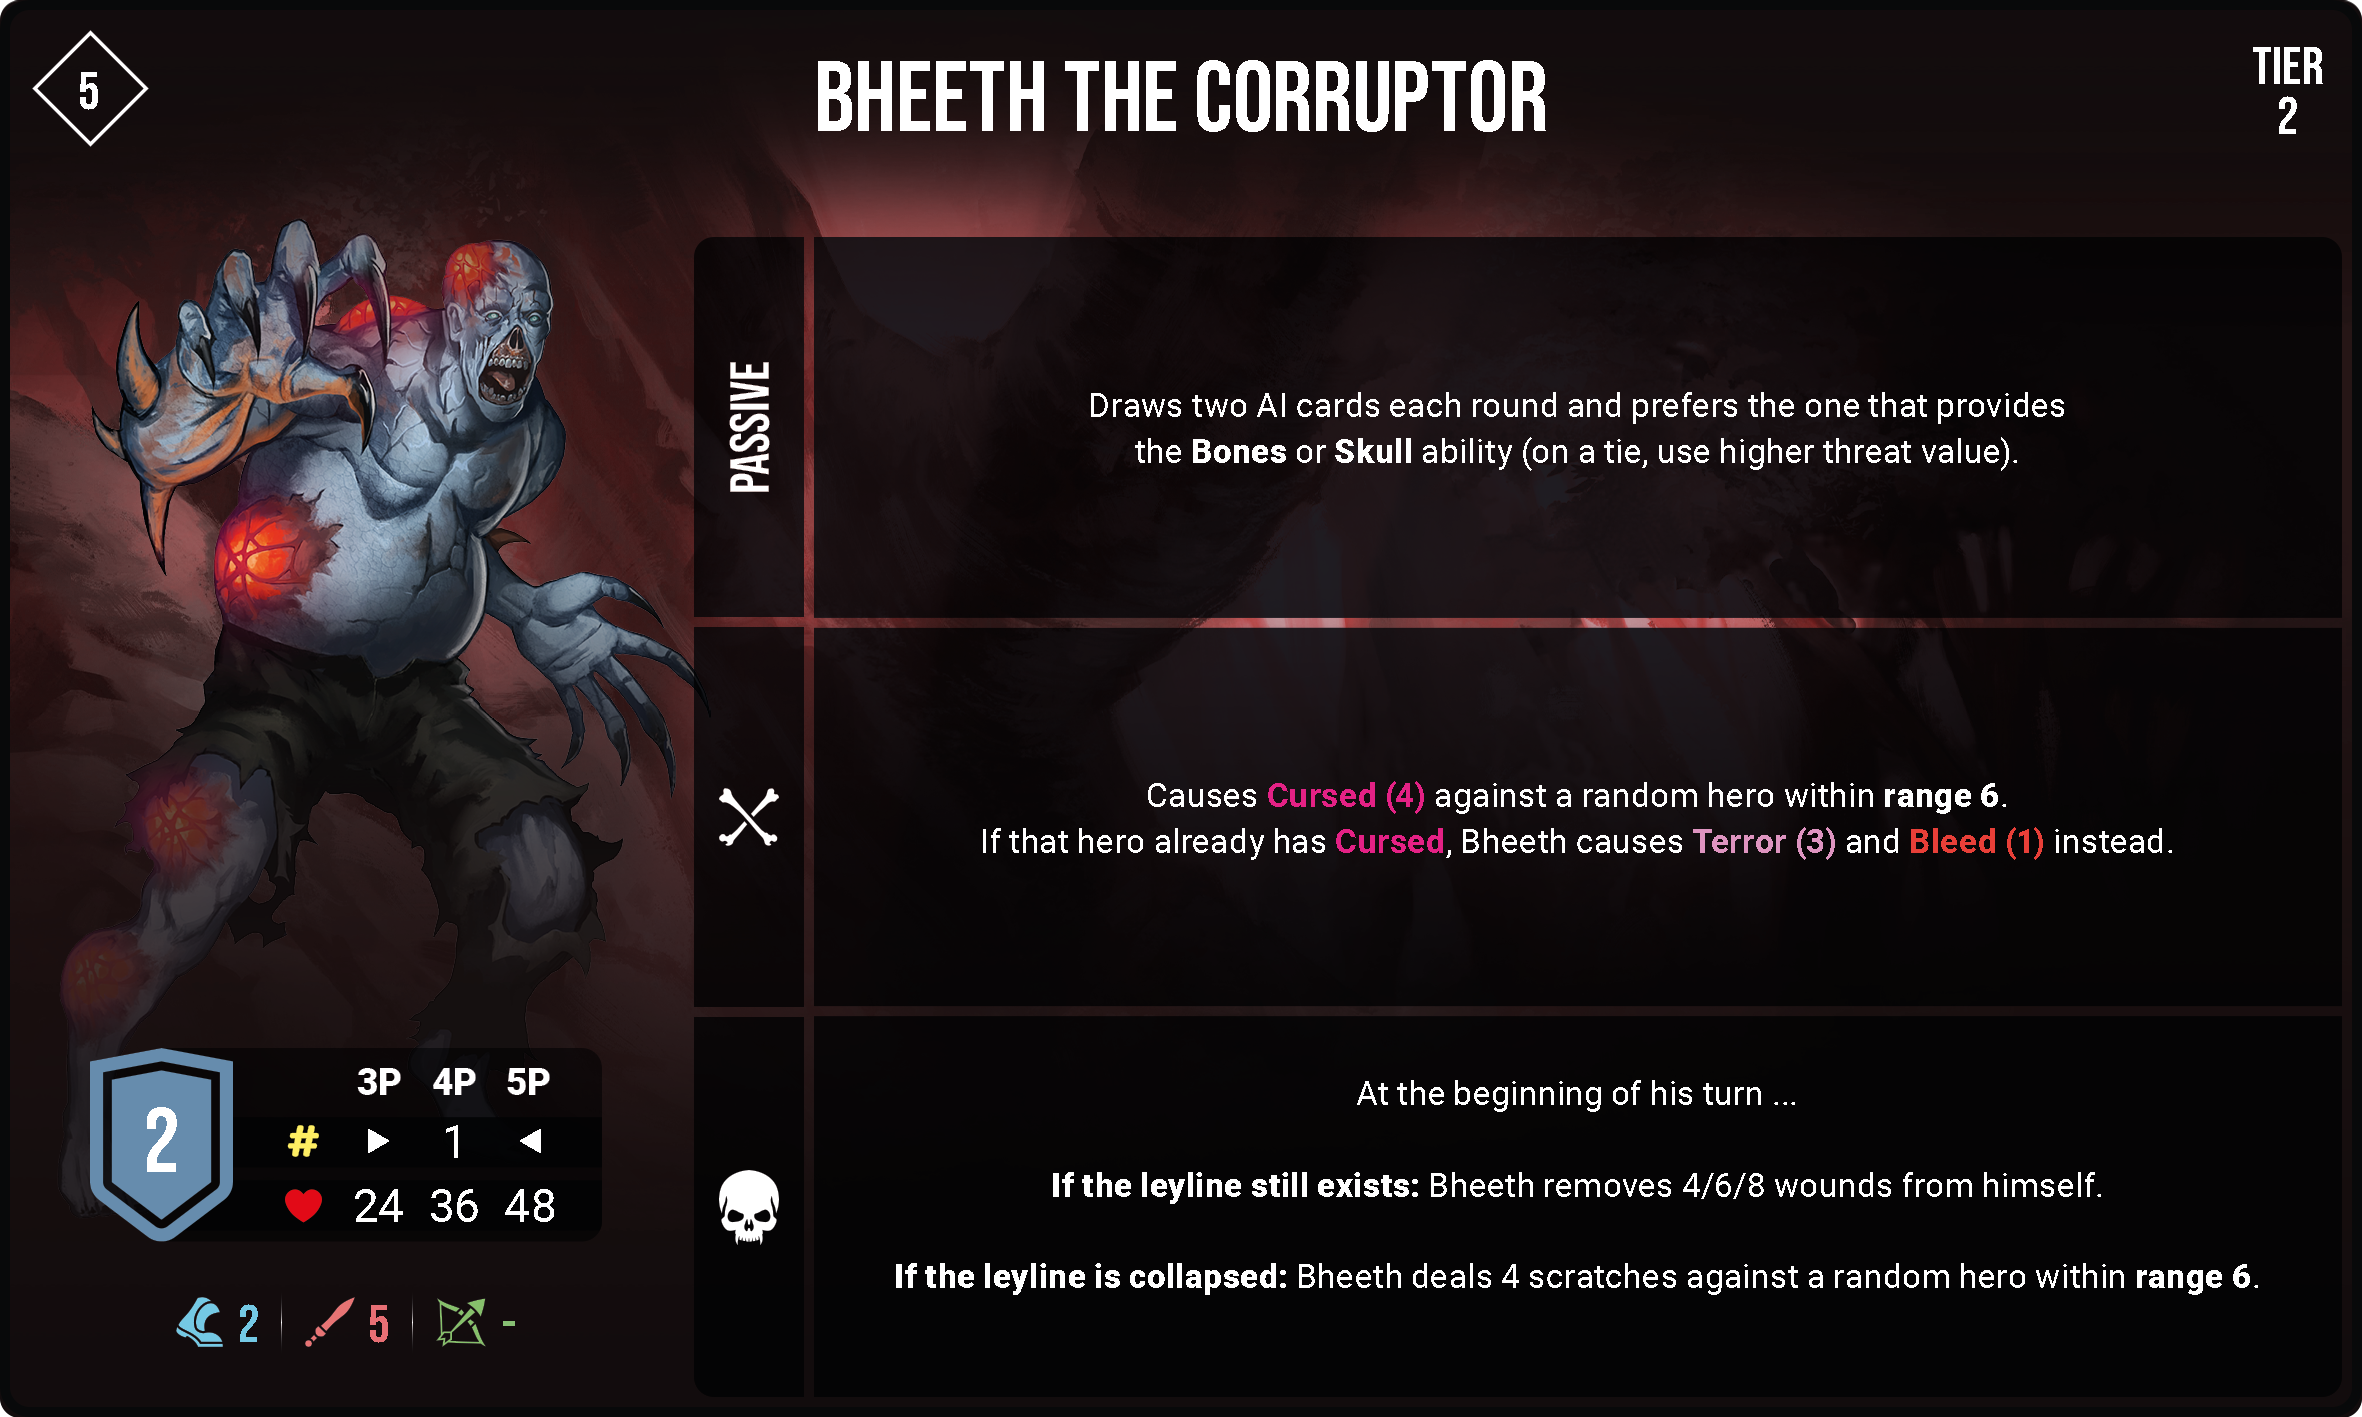 5
BHEETH THE CORRUPTOR
TIER
2
PASSIVE
Draws two AI cards each round and prefers the one that provides
the Bones or Skull ability (on a tie, use higher threat value).
Causes Cursed (4) against a random hero within range 6.
If that hero already has Cursed, Bheeth causes Terror (3) and Bleed (1) instead.
At the beginning of his turn ...
If the leyline still exists: Bheeth removes 4/6/8 wounds from himself.
If the leyline is collapsed: Bheeth deals 4 scratches against a random hero within range 6.
2
3P 4P 5P
# ▶ 1 ◀
24 36 48
2 5 -